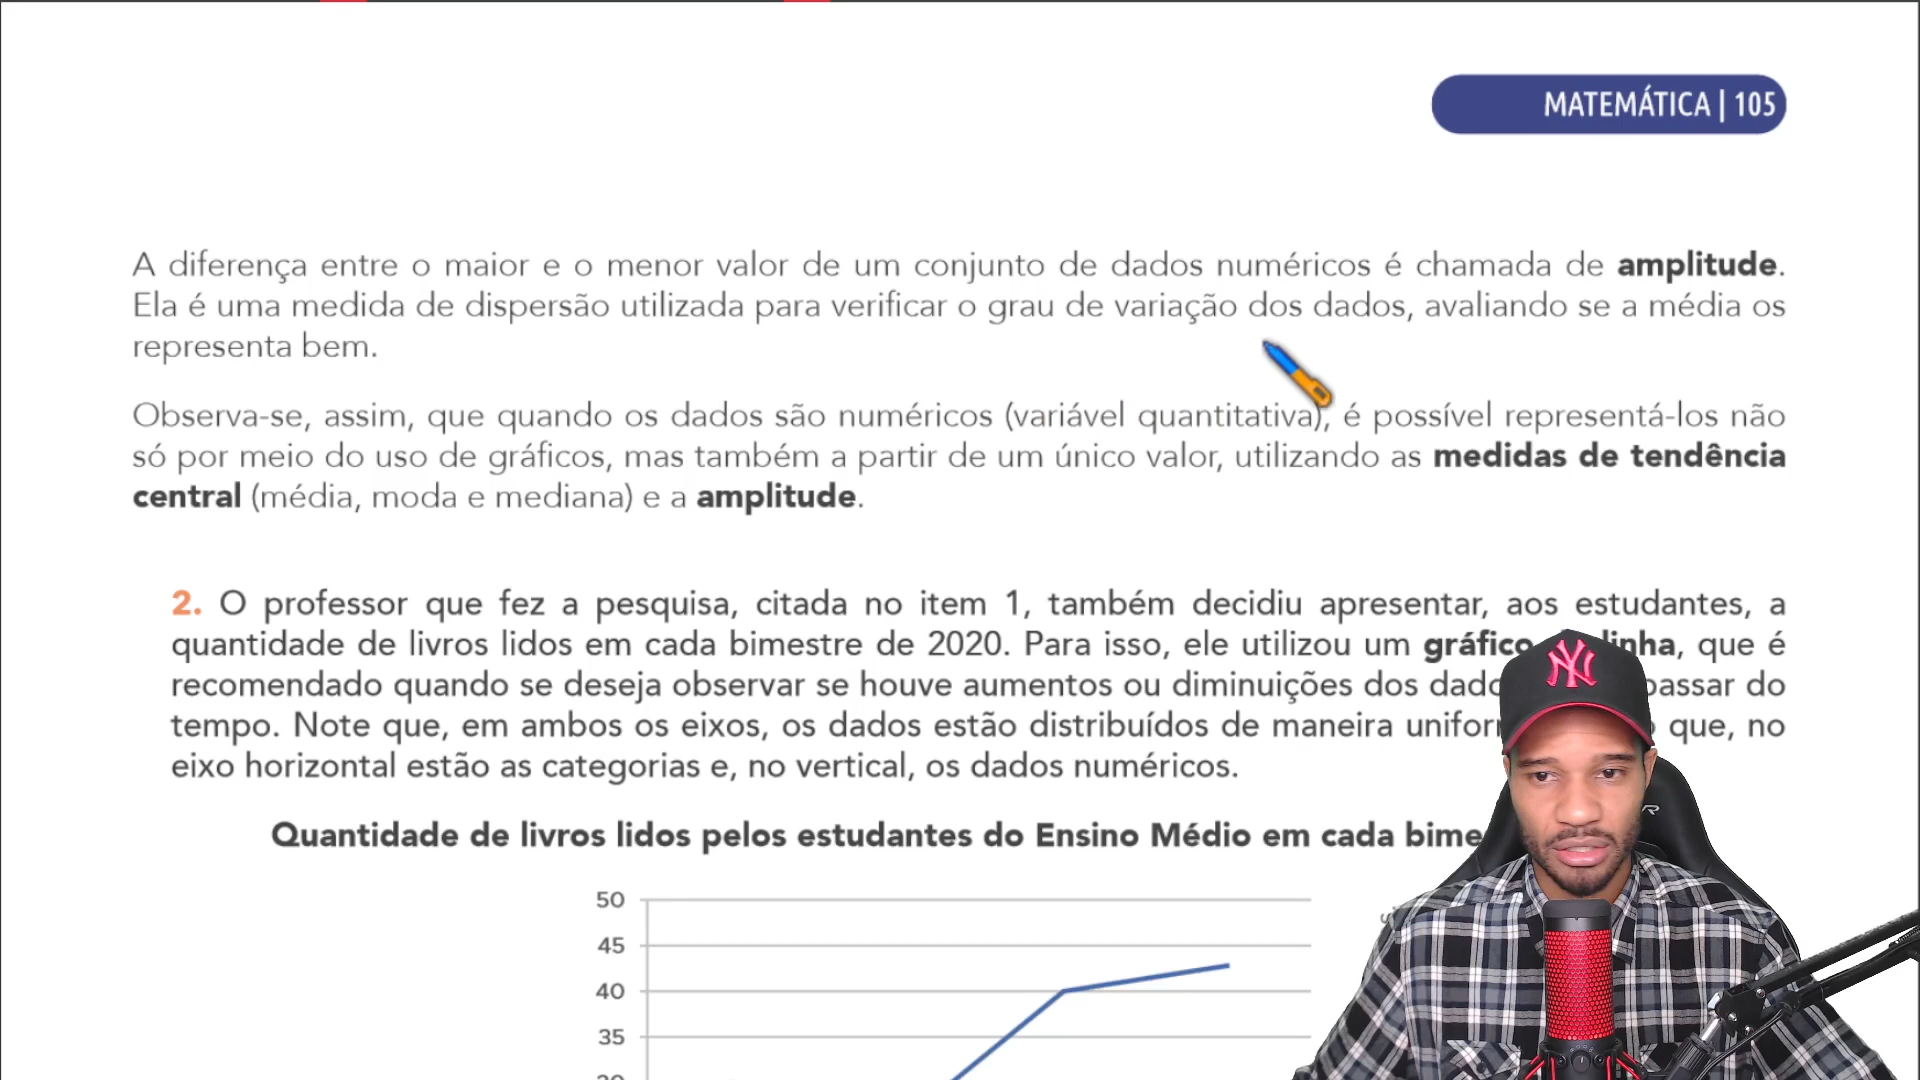 MATEMÁTICA | 105
A diferença entre o maior e o menor valor de um conjunto de dados numéricos é chamada de amplitude.
Ela é uma medida de dispersão utilizada para verificar o grau de variação dos dados, avaliando se a média os
representa bem.
Observa-se, assim, que quando os dados são numéricos (variável quantitativa), é possível representá-los não
só por meio do uso de gráficos, mas também a partir de um único valor, utilizando as medidas de tendência
central (média, moda e mediana) e a amplitude.
2. O professor que fez a pesquisa, citada no item 1, também decidiu apresentar, aos estudantes, a
quantidade de livros lidos em cada bimestre de 2020. Para isso, ele utilizou um gráfico linha, que é
recomendado quando se deseja observar se houve aumentos ou diminuições dos passar do
tempo. Note que, em ambos os eixos, os dados estão distribuídos de maneira que, no
eixo horizontal estão as categorias e, no vertical, os dados numéricos.
Quantidade de livros lidos pelos estudantes do Ensino Médio em cada
50
45
40
35
NY